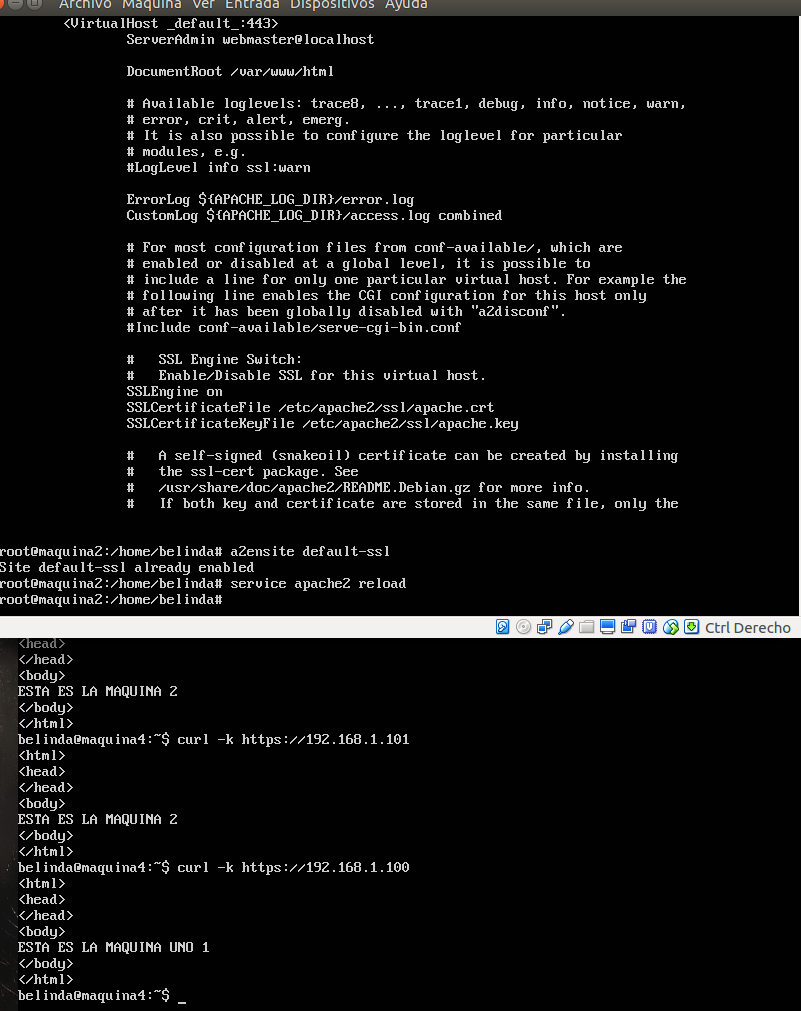 Archivo Máquina Ver Entrada Dispositivos Ayuda
<VirtualHost _default_:443>
ServerAdmin webmaster@localhost
DocumentRoot /var/www/html
# Available loglevels: trace8, ..., trace1, debug, info, notice, warn,
# error, crit, alert, emerg.
# It is also possible to configure the loglevel for particular
# modules, e.g.
#LogLevel info ssl:warn
ErrorLog ${APACHE_LOG_DIR}/error.log
CustomLog ${APACHE_LOG_DIR}/access.log combined
# For most configuration files from conf-available/, which are
# enabled or disabled at a global level, it is possible to
# include a line for only one particular virtual host. For example the
# following line enables the CGI configuration for this host only
# after it has been globally disabled with "a2disconf".
#Include conf-available/serve-cgi-bin.conf
#   SSL Engine Switch:
#   Enable/Disable SSL for this virtual host.
SSLEngine on
SSLCertificateFile /etc/apache2/ssl/apache.crt
SSLCertificateKeyFile /etc/apache2/ssl/apache.key
#   A self-signed (snakeoil) certificate can be created by installing
#   the ssl-cert package. See
#   /usr/share/doc/apache2/README.Debian.gz for more info.
#   If both key and certificate are stored in the same file, only the
root@maquina2:/home/belinda# a2ensite default-ssl
Site default-ssl already enabled
root@maquina2:/home/belinda# service apache2 reload
root@maquina2:/home/belinda#
Ctrl Derecho
<head>
</head>
<body>
ESTA ES LA MAQUINA 2
</body>
</html>
belinda@maquina4:~$ curl -k https://192.168.1.101
<html>
<head>
</head>
<body>
ESTA ES LA MAQUINA 2
</body>
</html>
belinda@maquina4:~$ curl -k https://192.168.1.100
<html>
<head>
</head>
<body>
ESTA ES LA MAQUINA UNO 1
</body>
</html>
belinda@maquina4:~$ _